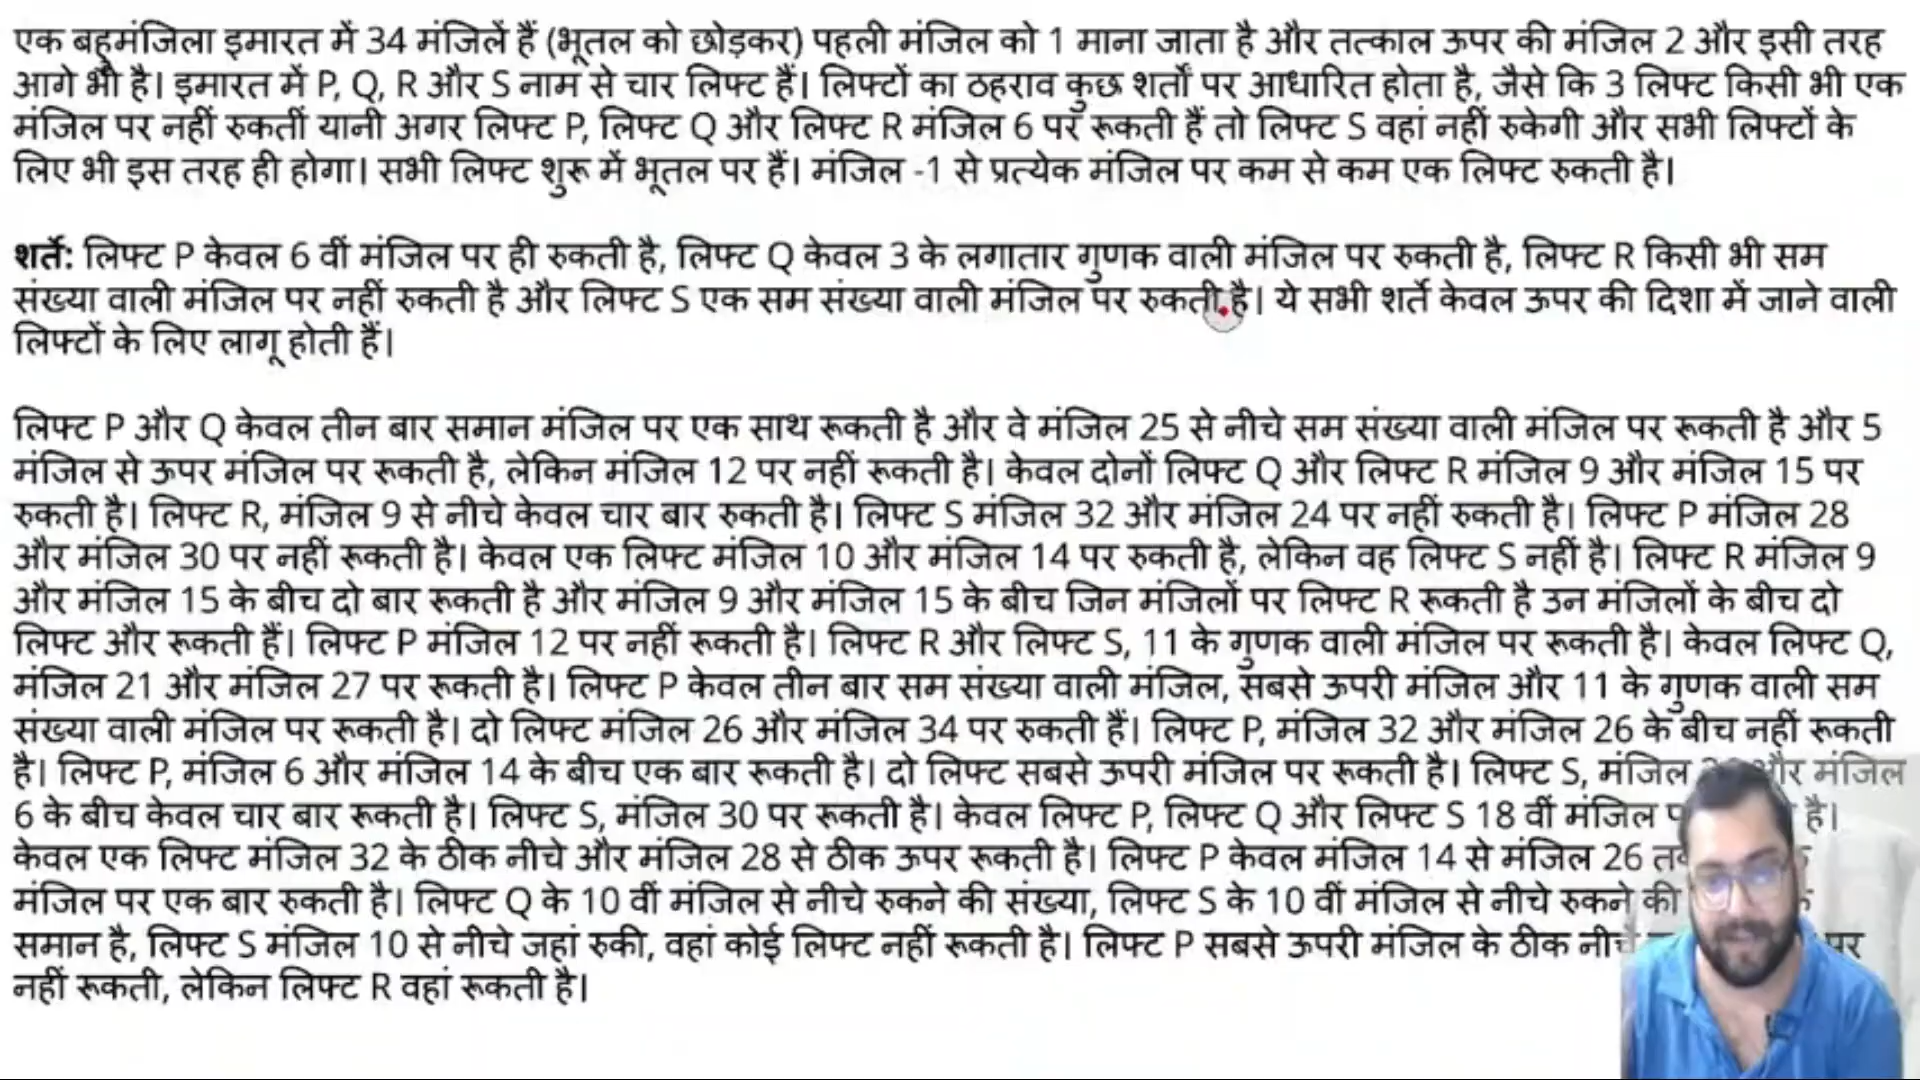 एक बहुमंजिला इमारत में 34 मंजिलें हैं (भूतल को छोड़कर) पहली मंजिल को 1 माना जाता है और तत्काल ऊपर की मंजिल 2 और इसी तरह
आगे भी है। इमारत में P, Q, R और S नाम से चार लिफ्ट हैं। लिफ्टों का ठहराव कुछ शर्तों पर आधारित होता है, जैसे कि 3 लिफ्ट किसी भी एक
मंजिल पर नहीं रुकतीं यानी अगर लिफ्ट P, लिफ्ट Q और लिफ्ट R मंजिल 6 पर रूकती हैं तो लिफ्ट S वहां नहीं रुकेगी और सभी लिफ्टों के
लिए भी इस तरह ही होगा। सभी लिफ्ट शुरू में भूतल पर हैं। मंजिल -1 से प्रत्येक मंजिल पर कम से कम एक लिफ्ट रुकती है।
शर्ते: लिफ्ट P केवल 6 वीं मंजिल पर ही रुकती है, लिफ्ट Q केवल 3 के लगातार गुणक वाली मंजिल पर रुकती है, लिफ्ट R किसी भी सम
संख्या वाली मंजिल पर नहीं रुकती है और लिफ्ट S एक सम संख्या वाली मंजिल पर रुकती है। ये सभी शर्ते केवल ऊपर की दिशा में जाने वाली
लिफ्टों के लिए लागू होती हैं।
लिफ्ट P और Q केवल तीन बार समान मंजिल पर एक साथ रूकती है और वे मंजिल 25 से नीचे सम संख्या वाली मंजिल पर रूकती है और 5
मंजिल से ऊपर मंजिल पर रूकती है, लेकिन मंजिल 12 पर नहीं रूकती है। केवल दोनों लिफ्ट Q और लिफ्ट R मंजिल 9 और मंजिल 15 पर
रुकती है। लिफ्ट R, मंजिल 9 से नीचे केवल चार बार रुकती है। लिफ्ट S मंजिल 32 और मंजिल 24 पर नहीं रुकती है। लिफ्ट P मंजिल 28
और मंजिल 30 पर नहीं रूकती है। केवल एक लिफ्ट मंजिल 10 और मंजिल 14 पर रुकती है, लेकिन वह लिफ्ट S नहीं है। लिफ्ट R मंजिल 9
और मंजिल 15 के बीच दो बार रूकती है और मंजिल 9 और मंजिल 15 के बीच जिन मंजिलों पर लिफ्ट R रूकती है उन मंजिलों के बीच दो
लिफ्ट और रूकती हैं। लिफ्ट P मंजिल 12 पर नहीं रूकती है। लिफ्ट R और लिफ्ट S, 11 के गुणक वाली मंजिल पर रूकती है। केवल लिफ्ट Q,
मंजिल 21 और मंजिल 27 पर रूकती है। लिफ्ट P केवल तीन बार सम संख्या वाली मंजिल, सबसे ऊपरी मंजिल और 11 के गुणक वाली सम
संख्या वाली मंजिल पर रूकती है। दो लिफ्ट मंजिल 26 और मंजिल 34 पर रुकती हैं। लिफ्ट P, मंजिल 32 और मंजिल 26 के बीच नहीं रूकती
है। लिफ्ट P, मंजिल 6 और मंजिल 14 के बीच एक बार रूकती है। दो लिफ्ट सबसे ऊपरी मंजिल पर रूकती है। लिफ्ट S, मंजिल और मंजिल
6 के बीच केवल चार बार रूकती है। लिफ्ट S, मंजिल 30 पर रूकती है। केवल लिफ्ट P, लिफ्ट Q और लिफ्ट S 18 वीं मंजिल है।
केवल एक लिफ्ट मंजिल 32 के ठीक नीचे और मंजिल 28 से ठीक ऊपर रूकती है। लिफ्ट P केवल मंजिल 14 से मंजिल 26
मंजिल पर एक बार रुकती है। लिफ्ट Q के 10 वीं मंजिल से नीचे रुकने की संख्या, लिफ्ट S के 10 वीं मंजिल से नीचे रुकने की
समान है, लिफ्ट S मंजिल 10 से नीचे जहां रुकी, वहां कोई लिफ्ट नहीं रूकती है। लिफ्ट P सबसे ऊपरी मंजिल के ठीक पर
नहीं रूकती, लेकिन लिफ्ट R वहां रूकती है।